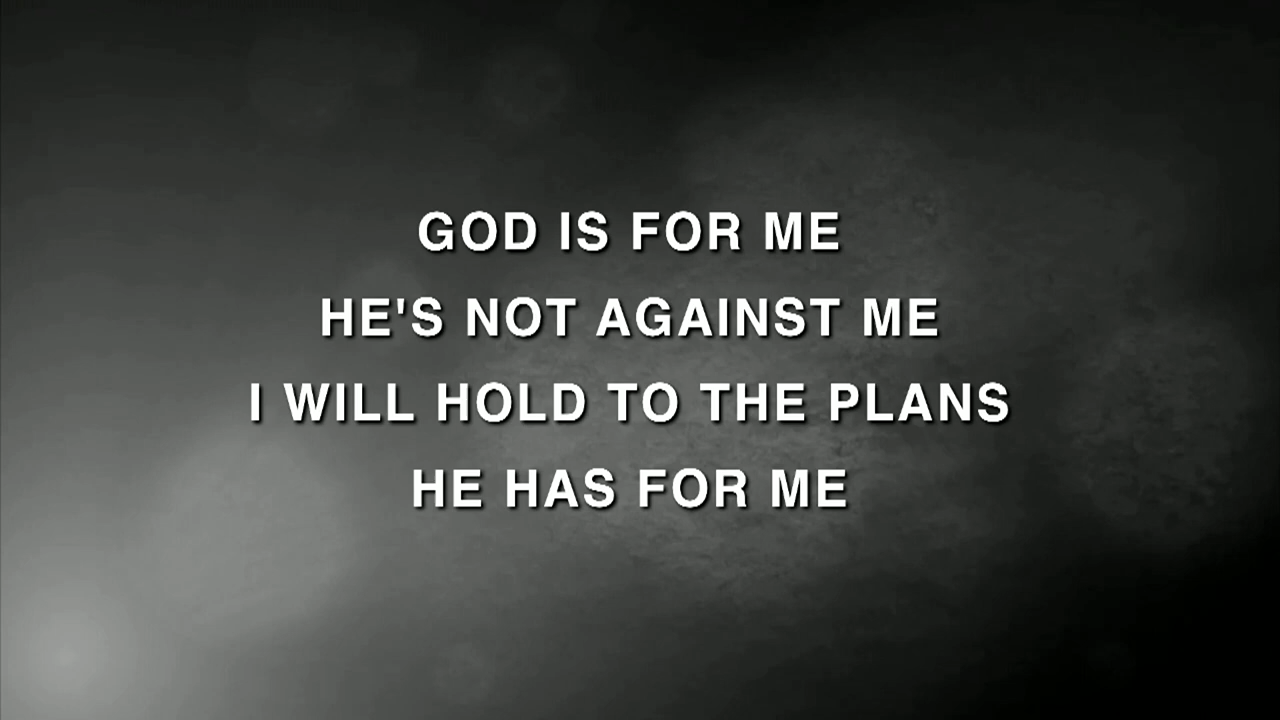 GOD IS FOR ME
HE'S NOT AGAINST ME
I WILL HOLD TO THE PLANS
HE HAS FOR ME